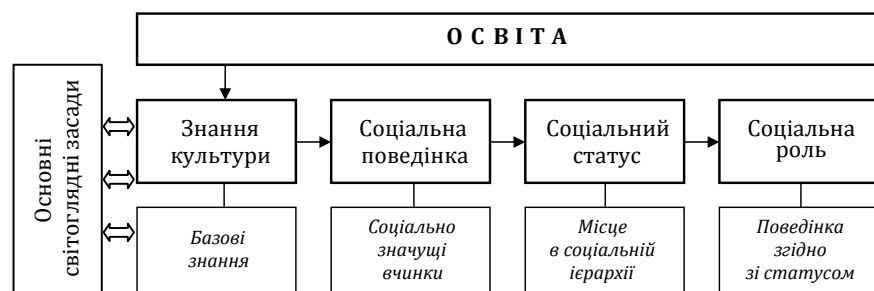 ОСВІТА
Основні
світоглядні засади
Знання
культури
Соціальна
поведінка
Соціальний
статус
Соціальна
роль
Базові
знання
Соціально
значущі
вчинки
Місце
в соціальній
ієрархії
Поведінка
згідно
зі статусом